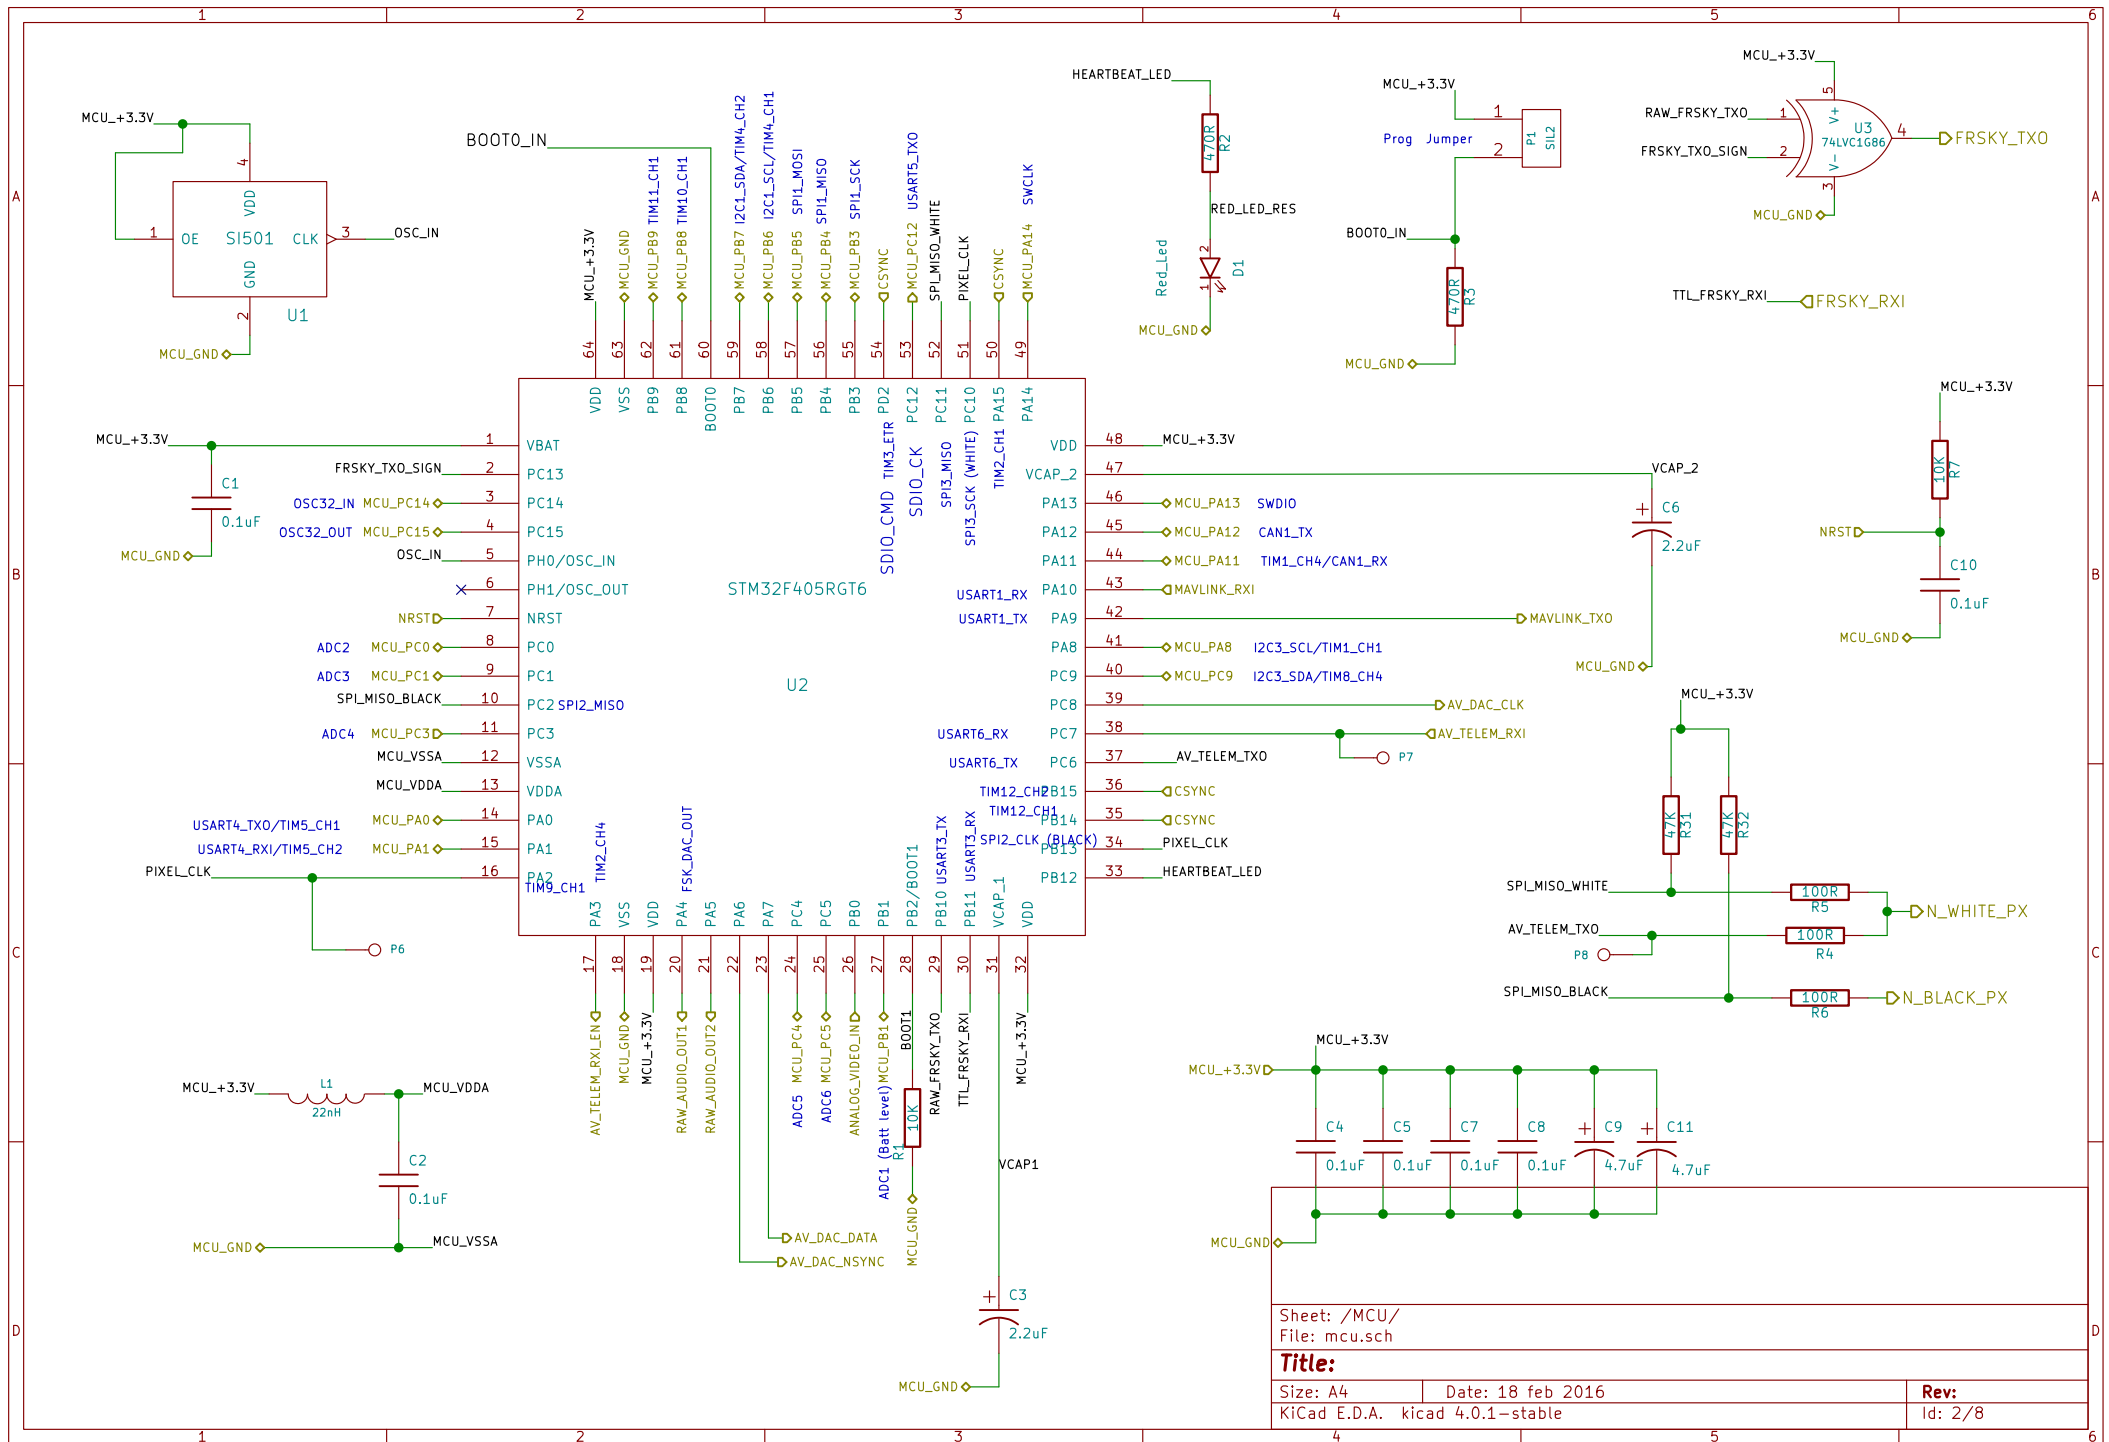 1 2 3 4 5 6
A
B
C
D
MCU_+3.3V
4
VDD
1 OE SI501 CLK 3 OSC_IN
GND
2
U1
MCU_GND
BOOT0_IN
MCU_+3.3V
MCU_GND
MCU_PB9 TIM11_CH1
MCU_PB8 TIM10_CH1
MCU_PB7 I2C1_SDA/TIM4_CH2
MCU_PB6 I2C1_SCL/TIM4_CH1
MCU_PB5 SPI1_MOSI
MCU_PB4 SPI1_MISO
MCU_PB3 SPI1_SCK
CSYNC
MCU_PC12 USART5_TXO
SPI_MISO_WHITE
PIXEL_CLK
CSYNC
MCU_PA14 SWCLK
64 63 62 61 60 59 58 57 56 55 54 53 52 51 50 49
VDD VSS PB9 PB8 BOOT0 PB7 PB6 PB5 PB4 PB3 PD2 PC12 PC11 PC10 PA15 PA14
TIM3_ETR
SDIO_CMD
SDIO_CK
SPI3_MISO
SPI3_SCK (WHITE)
TIM2_CH1
HEARTBEAT_LED
470R
R2
RED_LED_RES
Red_Led
2
1
D1
MCU_GND
MCU_+3.3V
1
2
P1
SIL2
Prog Jumper
BOOT0_IN
470R
R3
MCU_GND
MCU_+3.3V
5
V+
RAW_FRSKY_TXO 1
FRSKY_TXO_SIGN 2
U3
74LVC1G86
4 FRSKY_TXO
V-
3
MCU_GND
TTL_FRSKY_RXI FRSKY_RXI
MCU_+3.3V 1 VBAT
C1
0.1uF
MCU_GND
FRSKY_TXO_SIGN 2 PC13
OSC32_IN MCU_PC14 3 PC14
OSC32_OUT MCU_PC15 4 PC15
OSC_IN 5 PH0/OSC_IN
6 PH1/OSC_OUT
NRST 7 NRST
ADC2 MCU_PC0 8 PC0
ADC3 MCU_PC1 9 PC1
SPI_MISO_BLACK 10 PC2 SPI2_MISO
ADC4 MCU_PC3 11 PC3
MCU_VSSA 12 VSSA
MCU_VDDA 13 VDDA
USART4_TXO/TIM5_CH1 MCU_PA0 14 PA0
USART4_RXI/TIM5_CH2 MCU_PA1 15 PA1
PIXEL_CLK 16 PA2
TIM9_CH1
P6
STM32F405RGT6
U2
VDD 48 MCU_+3.3V
VCAP_2 47 VCAP_2
PA13 46 MCU_PA13 SWDIO
PA12 45 MCU_PA12 CAN1_TX
PA11 44 MCU_PA11 TIM1_CH4/CAN1_RX
USART1_RX PA10 43 MAVLINK_RXI
USART1_TX PA9 42 MAVLINK_TXO
PA8 41 MCU_PA8 I2C3_SCL/TIM1_CH1
PC9 40 MCU_PC9 I2C3_SDA/TIM8_CH4
PC8 39 AV_DAC_CLK
USART6_RX PC7 38 AV_TELEM_RXI
P7
USART6_TX PC6 37 AV_TELEM_TXO
TIM12_CH2 PB15 36 CSYNC
TIM12_CH1 PB14 35 CSYNC
SPI2_CLK (BLACK) PB13 34 PIXEL_CLK
PB12 33 HEARTBEAT_LED
C6
2.2uF
MCU_GND
MCU_+3.3V
10K
R7
NRST
C10
0.1uF
MCU_GND
MCU_+3.3V
47K
R31
47K
R32
SPI_MISO_WHITE 100R
R5
N_WHITE_PX
AV_TELEM_TXO 100R
R4
P8
SPI_MISO_BLACK 100R N_BLACK_PX
R6
TIM2_CH4
FSK_DAC_OUT
USART3_TX
USART3_RX
PA3 VSS VDD PA4 PA5 PA6 PA7 PC4 PC5 PB0 PB1 PB2/BOOT1 PB10 PB11 VCAP_1 VDD
17 18 19 20 21 22 23 24 25 26 27 28 29 30 31 32
AV_TELEM_RXI_EN
MCU_GND
MCU_+3.3V
RAW_AUDIO_OUT1
RAW_AUDIO_OUT2
ADC5 MCU_PC4
ADC6 MCU_PC5
ANALOG_VIDEO_IN
ADC1 (Batt level) MCU_PB1
BOOT1
10K
R1
MCU_GND
RAW_FRSKY_TXO
TTL_FRSKY_RXI
VCAP1
MCU_+3.3V
AV_DAC_DATA
AV_DAC_NSYNC
C3
2.2uF
MCU_GND
MCU_+3.3V L1 MCU_VDDA
22nH
C2
0.1uF
MCU_GND MCU_VSSA
MCU_+3.3V
MCU_+3.3V
C4 C5 C7 C8 C9 C11
0.1uF 0.1uF 0.1uF 0.1uF 4.7uF 4.7uF
MCU_GND
Sheet: /MCU/
File: mcu.sch
Title:
Size: A4 Date: 18 feb 2016 Rev:
KiCad E.D.A. kicad 4.0.1-stable Id: 2/8
A
B
C
D
1 2 3 4 5 6